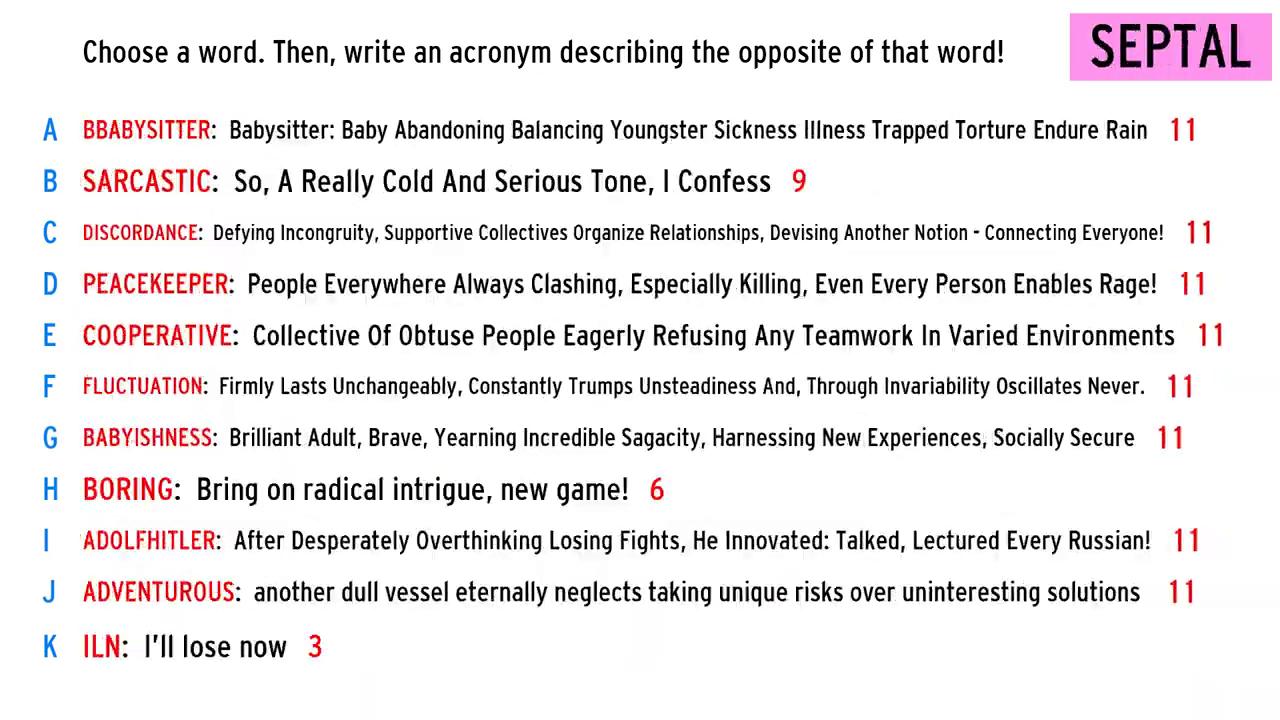 Choose a word. Then, write an acronym describing the opposite of that word!
SEPTAL
A BBABYSITTER: Babysitter: Baby Abandoning Balancing Youngster Sickness Illness Trapped Torture Endure Rain 11
B SARCASTIC: So, A Really Cold And Serious Tone, I Confess 9
C DISCORDANCE: Defying Incongruity, Supportive Collectives Organize Relationships, Devising Another Notion - Connecting Everyone! 11
D PEACEKEEPER: People Everywhere Always Clashing, Especially Killing, Even Every Person Enables Rage! 11
E COOPERATIVE: Collective Of Obtuse People Eagerly Refusing Any Teamwork In Varied Environments 11
F FLUCTUATION: Firmly Lasts Unchangeably, Constantly Trumps Unsteadiness And, Through Invariability Oscillates Never. 11
G BABYISHNESS: Brilliant Adult, Brave, Yearning Incredible Sagacity, Harnessing New Experiences, Socially Secure 11
H BORING: Bring on radical intrigue, new game! 6
I ADOLFHITLER: After Desperately Overthinking Losing Fights, He Innovated: Talked, Lectured Every Russian! 11
J ADVENTUROUS: another dull vessel eternally neglects taking unique risks over uninteresting solutions 11
K ILN: I'll lose now 3